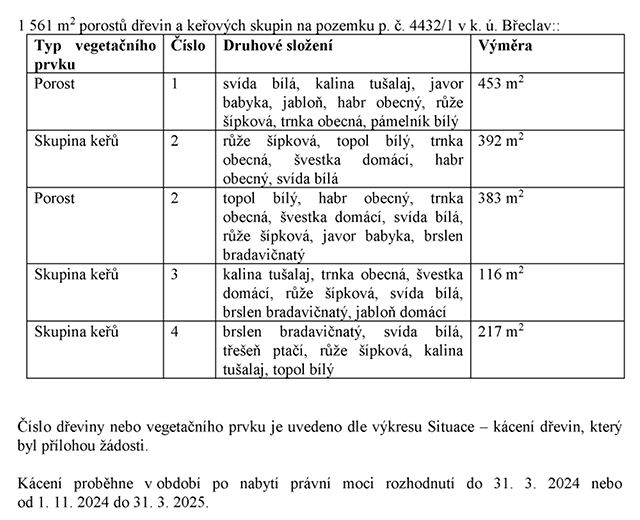 1 561 m² porostů dřevin a keřových skupin na pozemku p. č. 4432/1 v k. ú. Břeclav::
Typ vegetačního prvku Číslo Druhové složení Výměra
Porost 1 svída bílá, kalina tušalaj, javor 453 m²
babyka, jabloň, habr obecný, růže
šípková, trnka obecná, pámelník bílý
Skupina keřů 2 růže šípková, topol bílý, trnka 392 m²
obecná, švestka domácí, habr
obecný, svída bílá
Porost 2 topol bílý, habr obecný, trnka 383 m²
obecná, švestka domácí, svída bílá,
růže šípková, javor babyka, brslen
bradavičnatý
Skupina keřů 3 kalina tušalaj, trnka obecná, švestka 116 m²
domácí, růže šípková, svída bílá,
brslen bradavičnatý, jabloň domácí
Skupina keřů 4 brslen bradavičnatý, svída bílá, 217 m²
třešeň ptačí, růže šípková, kalina
tušalaj, topol bílý
Číslo dřeviny nebo vegetačního prvku je uvedeno dle výkresu Situace – kácení dřevin, který
byl přílohou žádosti.
Kácení proběhne v období po nabytí právní moci rozhodnutí do 31. 3. 2024 nebo
od 1. 11. 2024 do 31. 3. 2025.